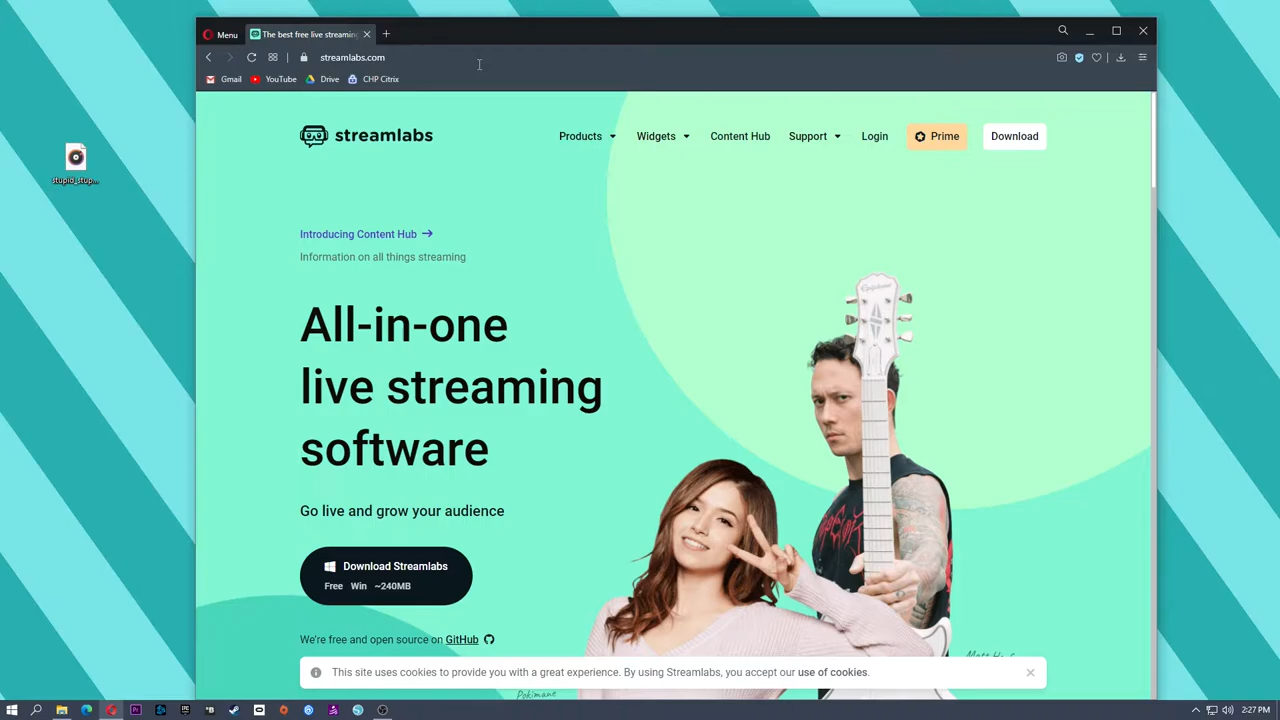 Menu
The best free live streaming
streamlabs.com
Gmail
YouTube
Drive
CHP Citrix
streamlabs
Products
Widgets
Content Hub
Support
Login
Prime
Download
stupid_stup...
Introducing Content Hub →
Information on all things streaming
All-in-one
live streaming
software
Epiphone
Go live and grow your audience
Download Streamlabs
Free Win ~240MB
We're free and open source on GitHub
This site uses cookies to provide you with a great experience. By using Streamlabs, you accept our use of cookies.
Pokimane
2:27 PM